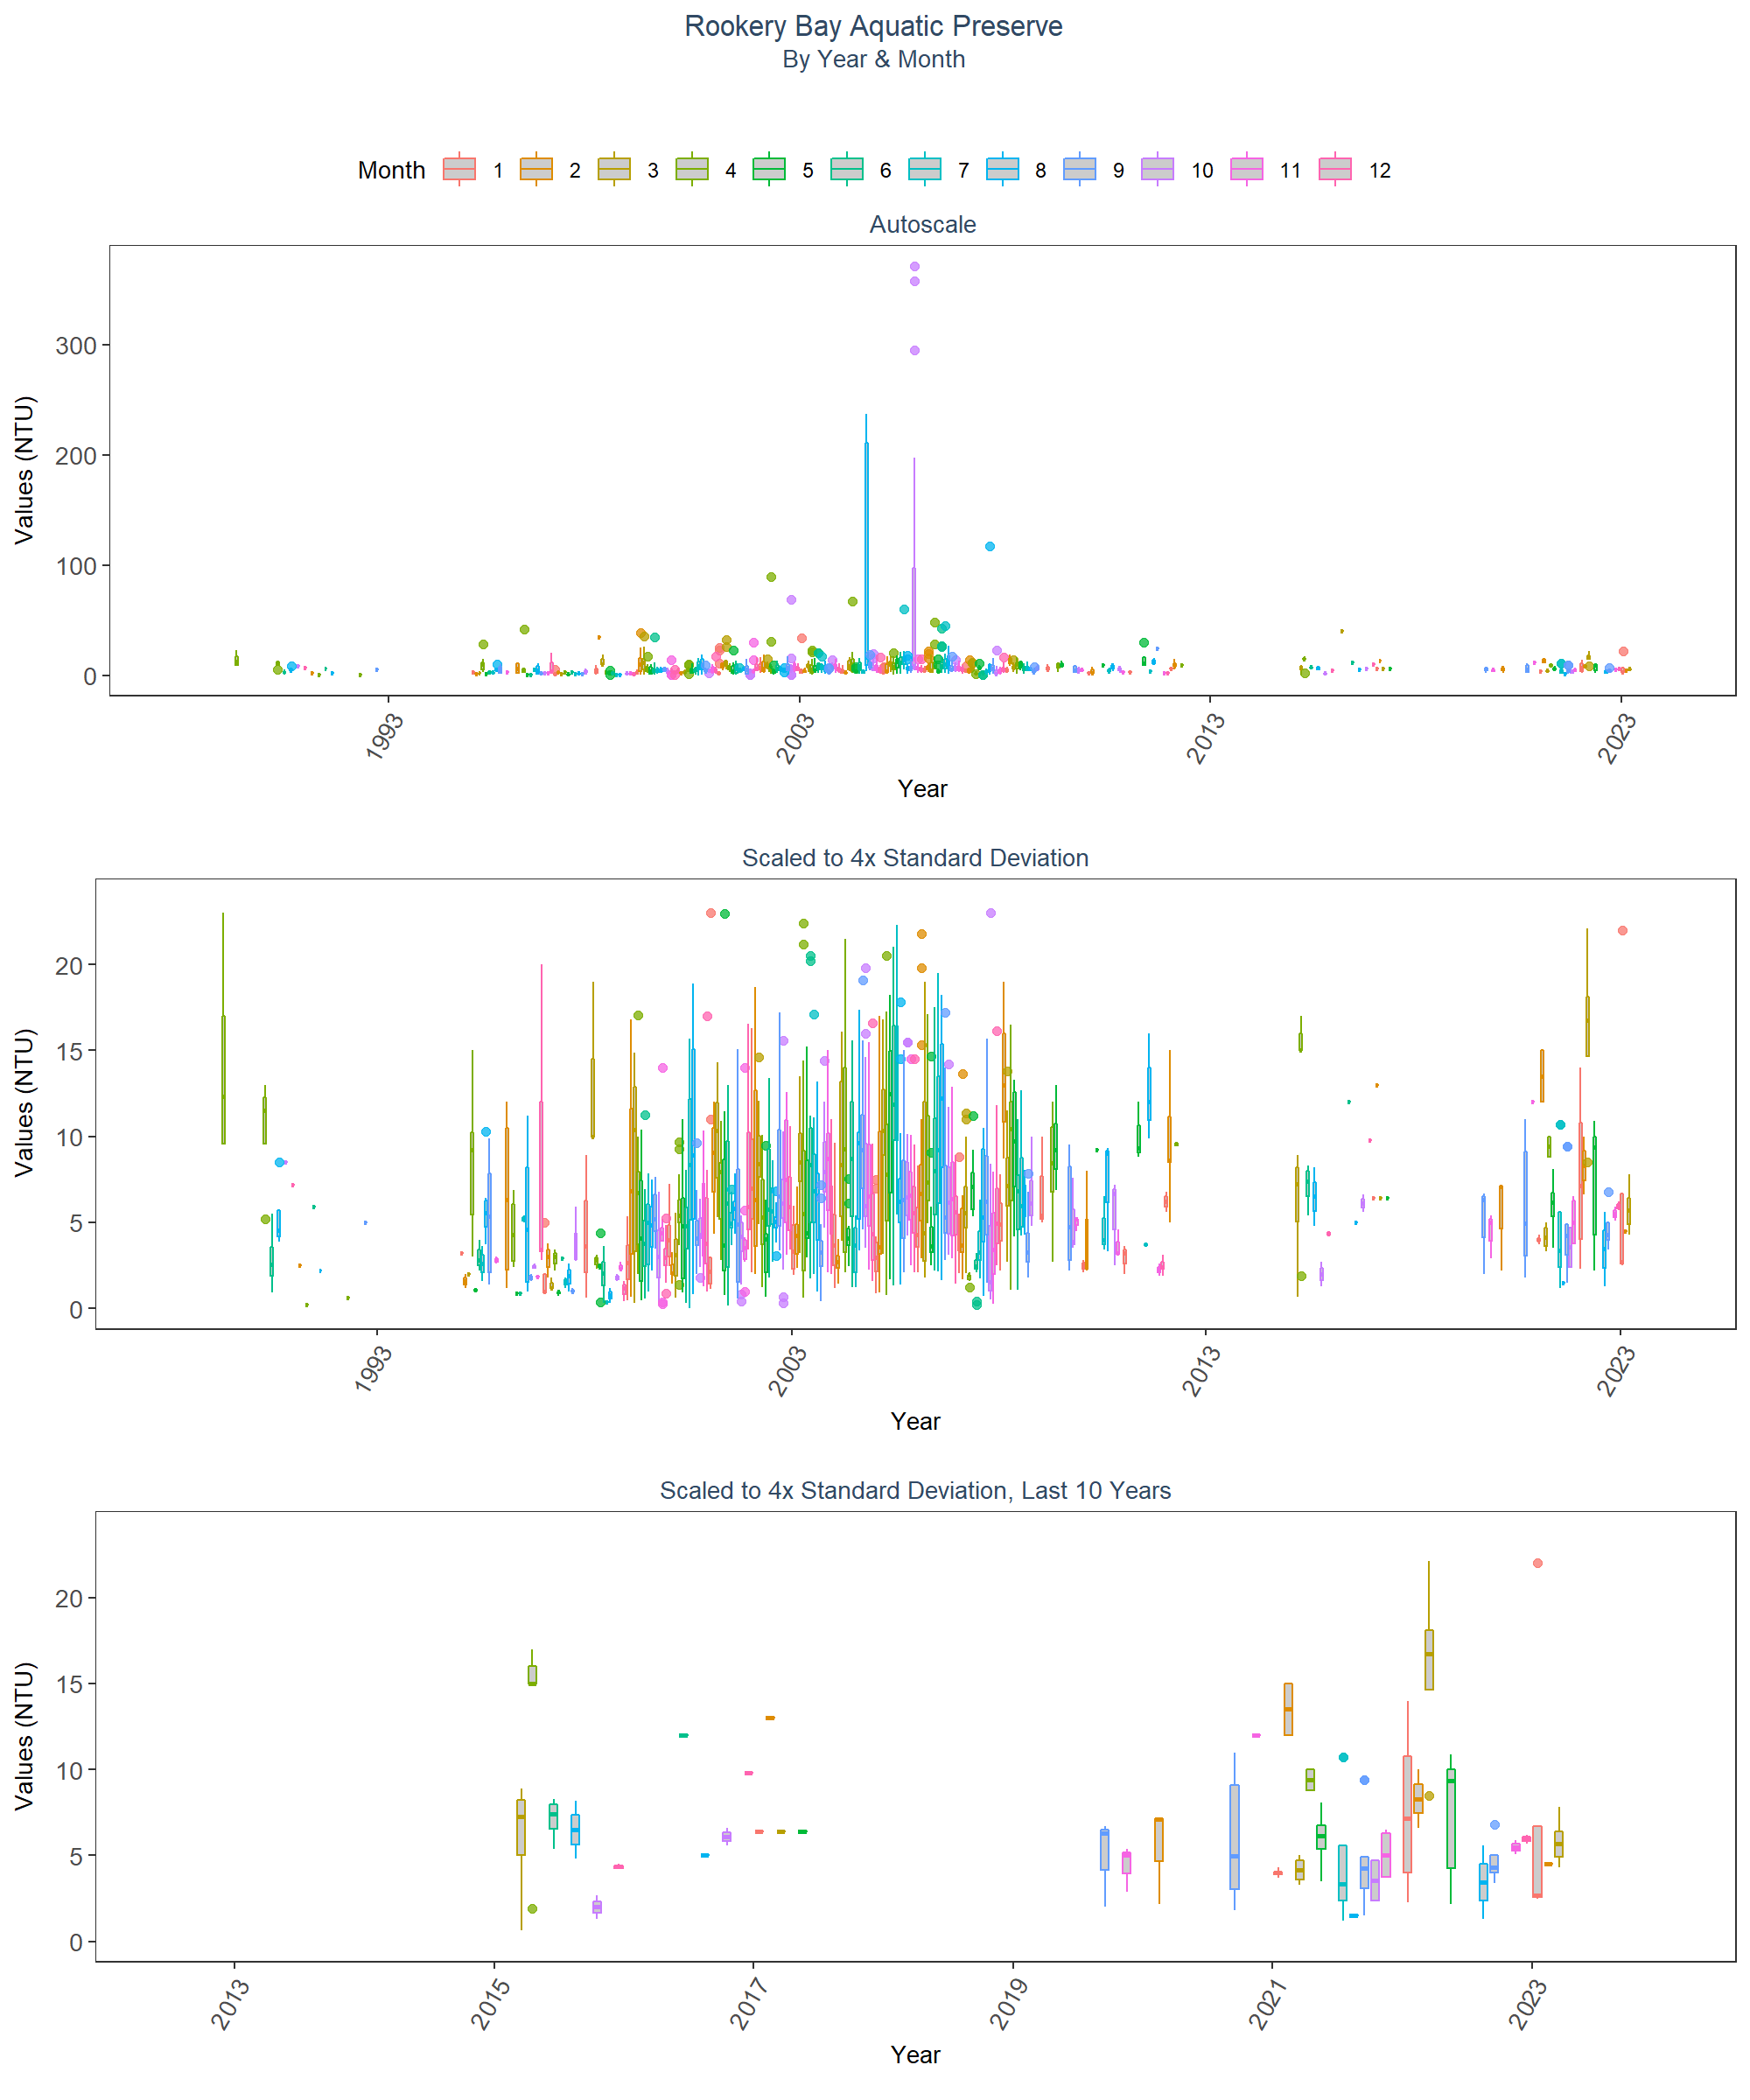 Rookery Bay Aquatic Preserve
By Year & Month
Month 1 2 3 4 5 6 7 8 9 10 11 12
Autoscale
Values (NTU)
300
200
100
0
1993 2003 2013 2023
Year
Scaled to 4x Standard Deviation
Values (NTU)
20
15
10
5
0
1993 2003 2013 2023
Year
Scaled to 4x Standard Deviation, Last 10 Years
Values (NTU)
20
15
10
5
0
2013 2015 2017 2019 2021 2023
Year